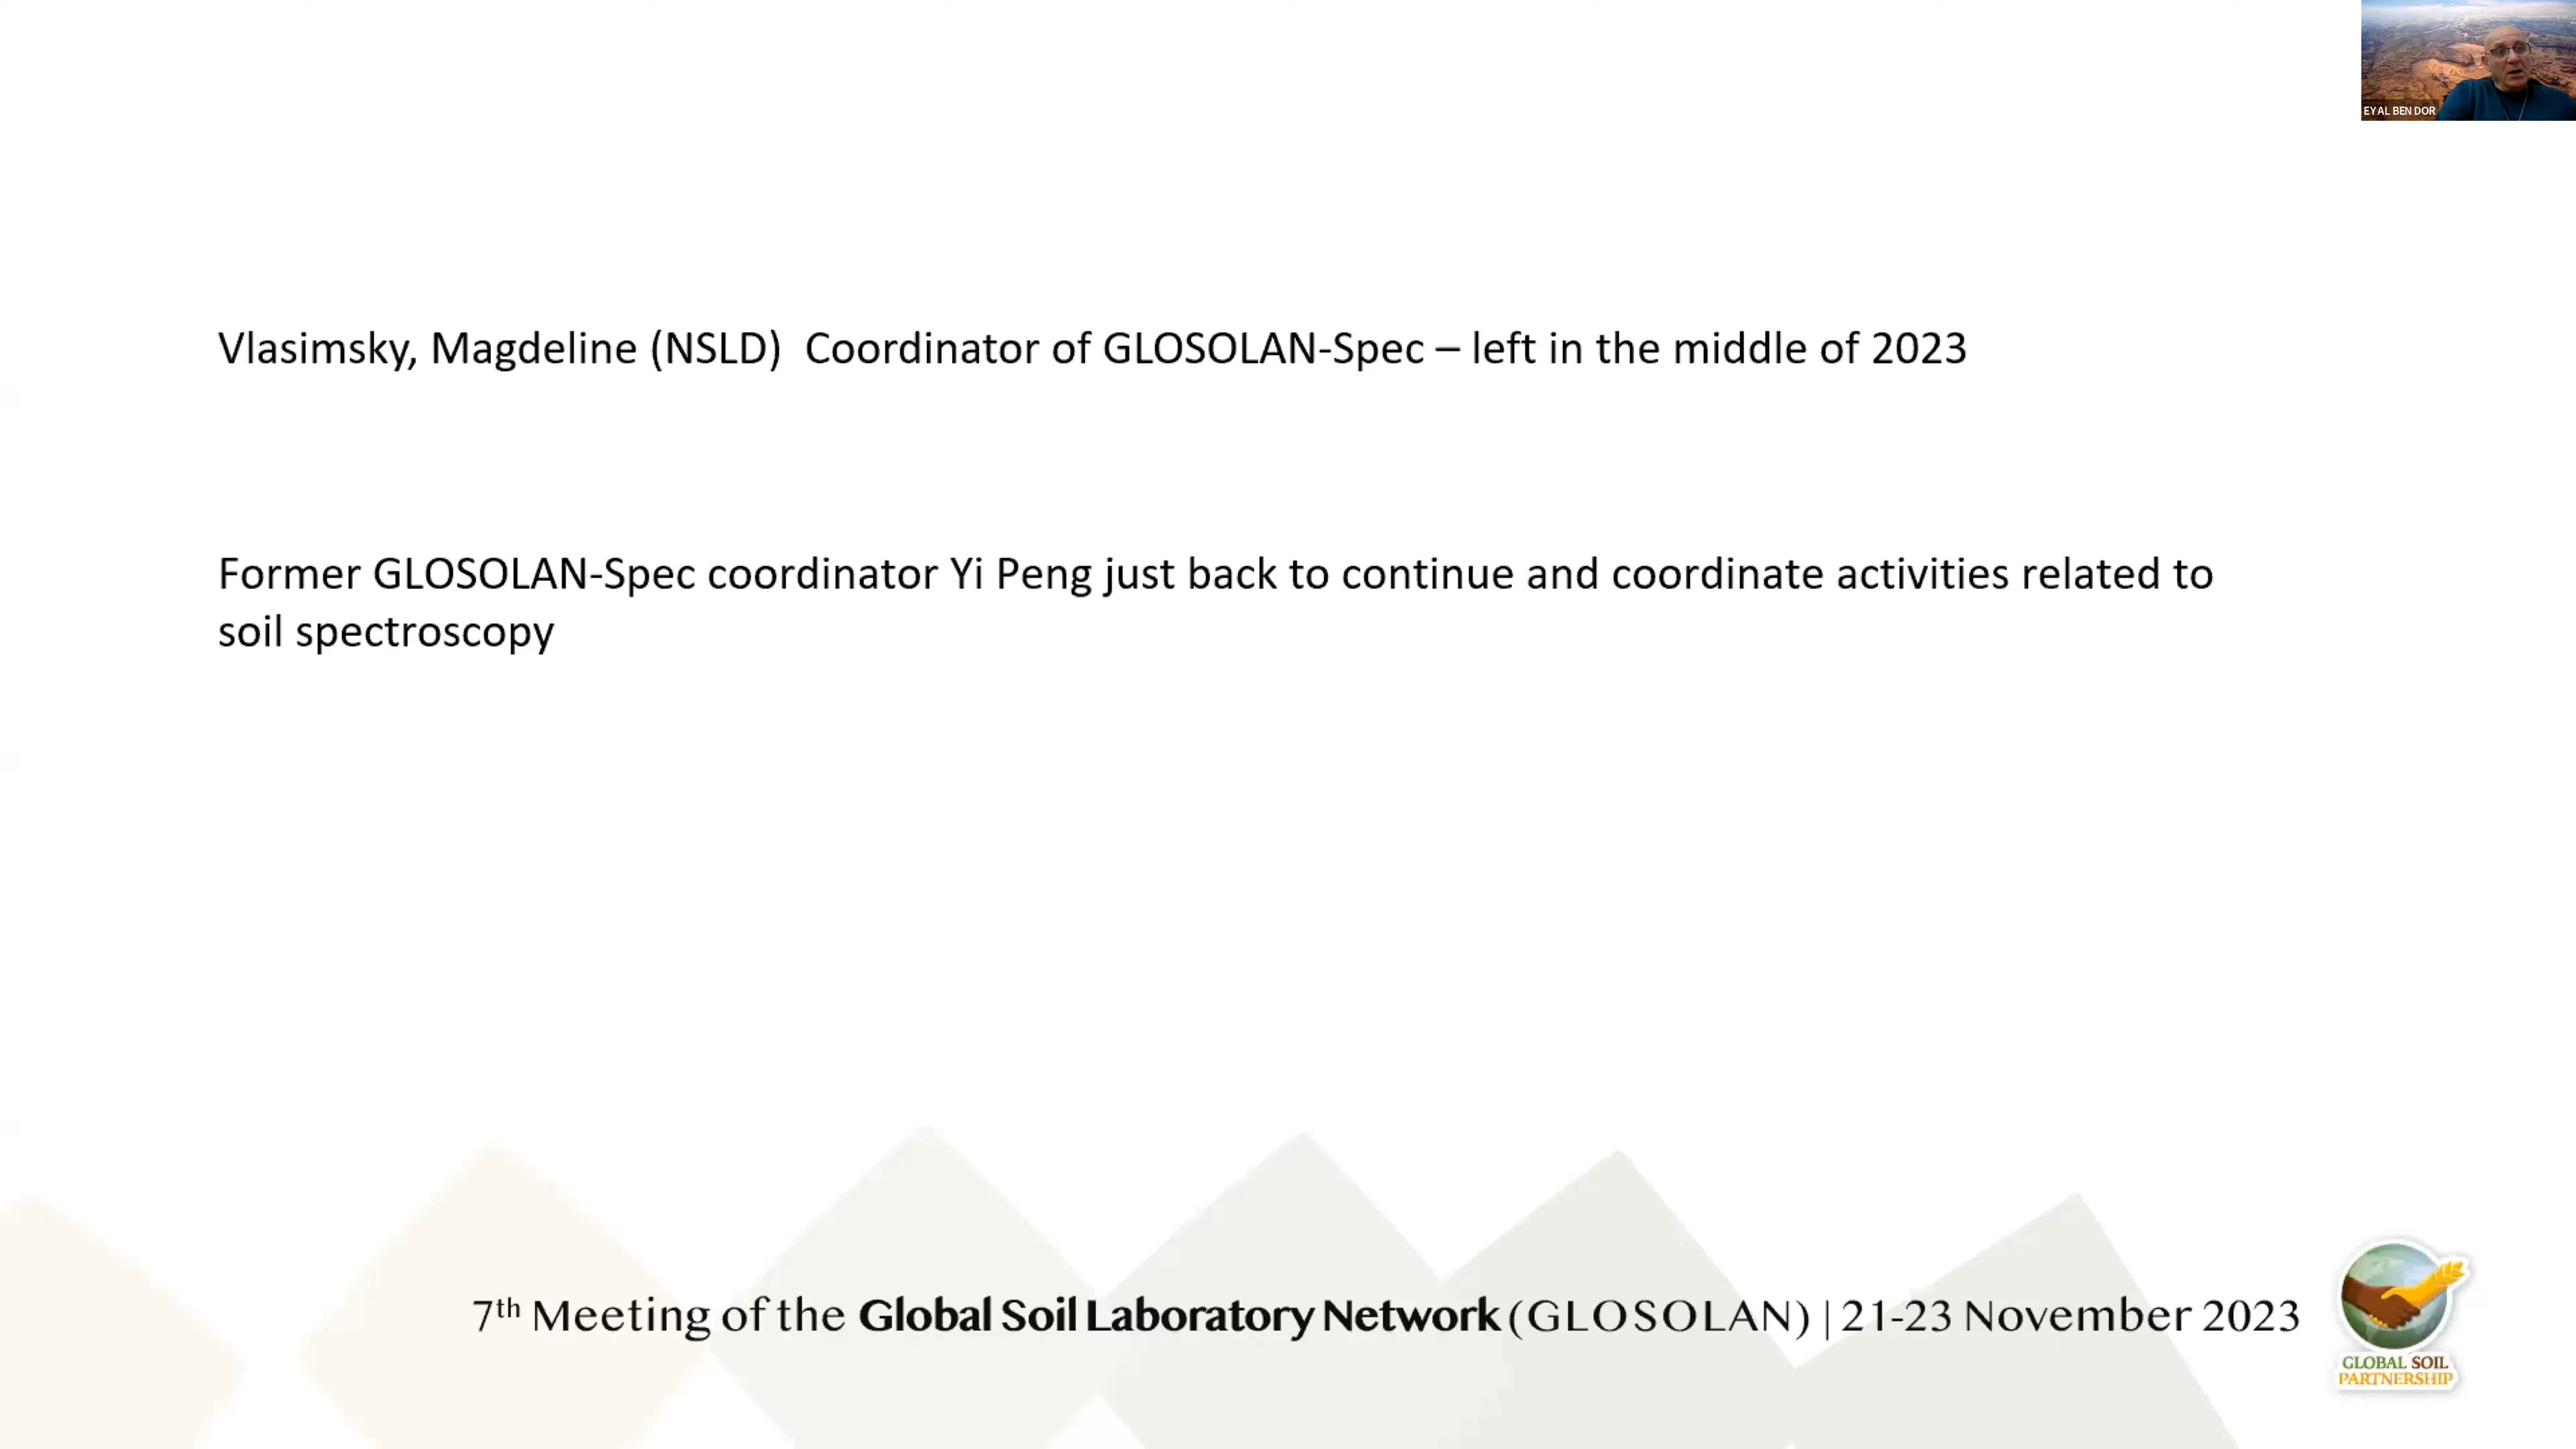 EYAL BEN DOR
Vlasimsky, Magdeline (NSLD)  Coordinator of GLOSOLAN-Spec – left in the middle of 2023
Former GLOSOLAN-Spec coordinator Yi Peng just back to continue and coordinate activities related to
soil spectroscopy
7th Meeting of the Global Soil Laboratory Network (GLOSOLAN) | 21-23 November 2023
GLOBAL SOIL
PARTNERSHIP